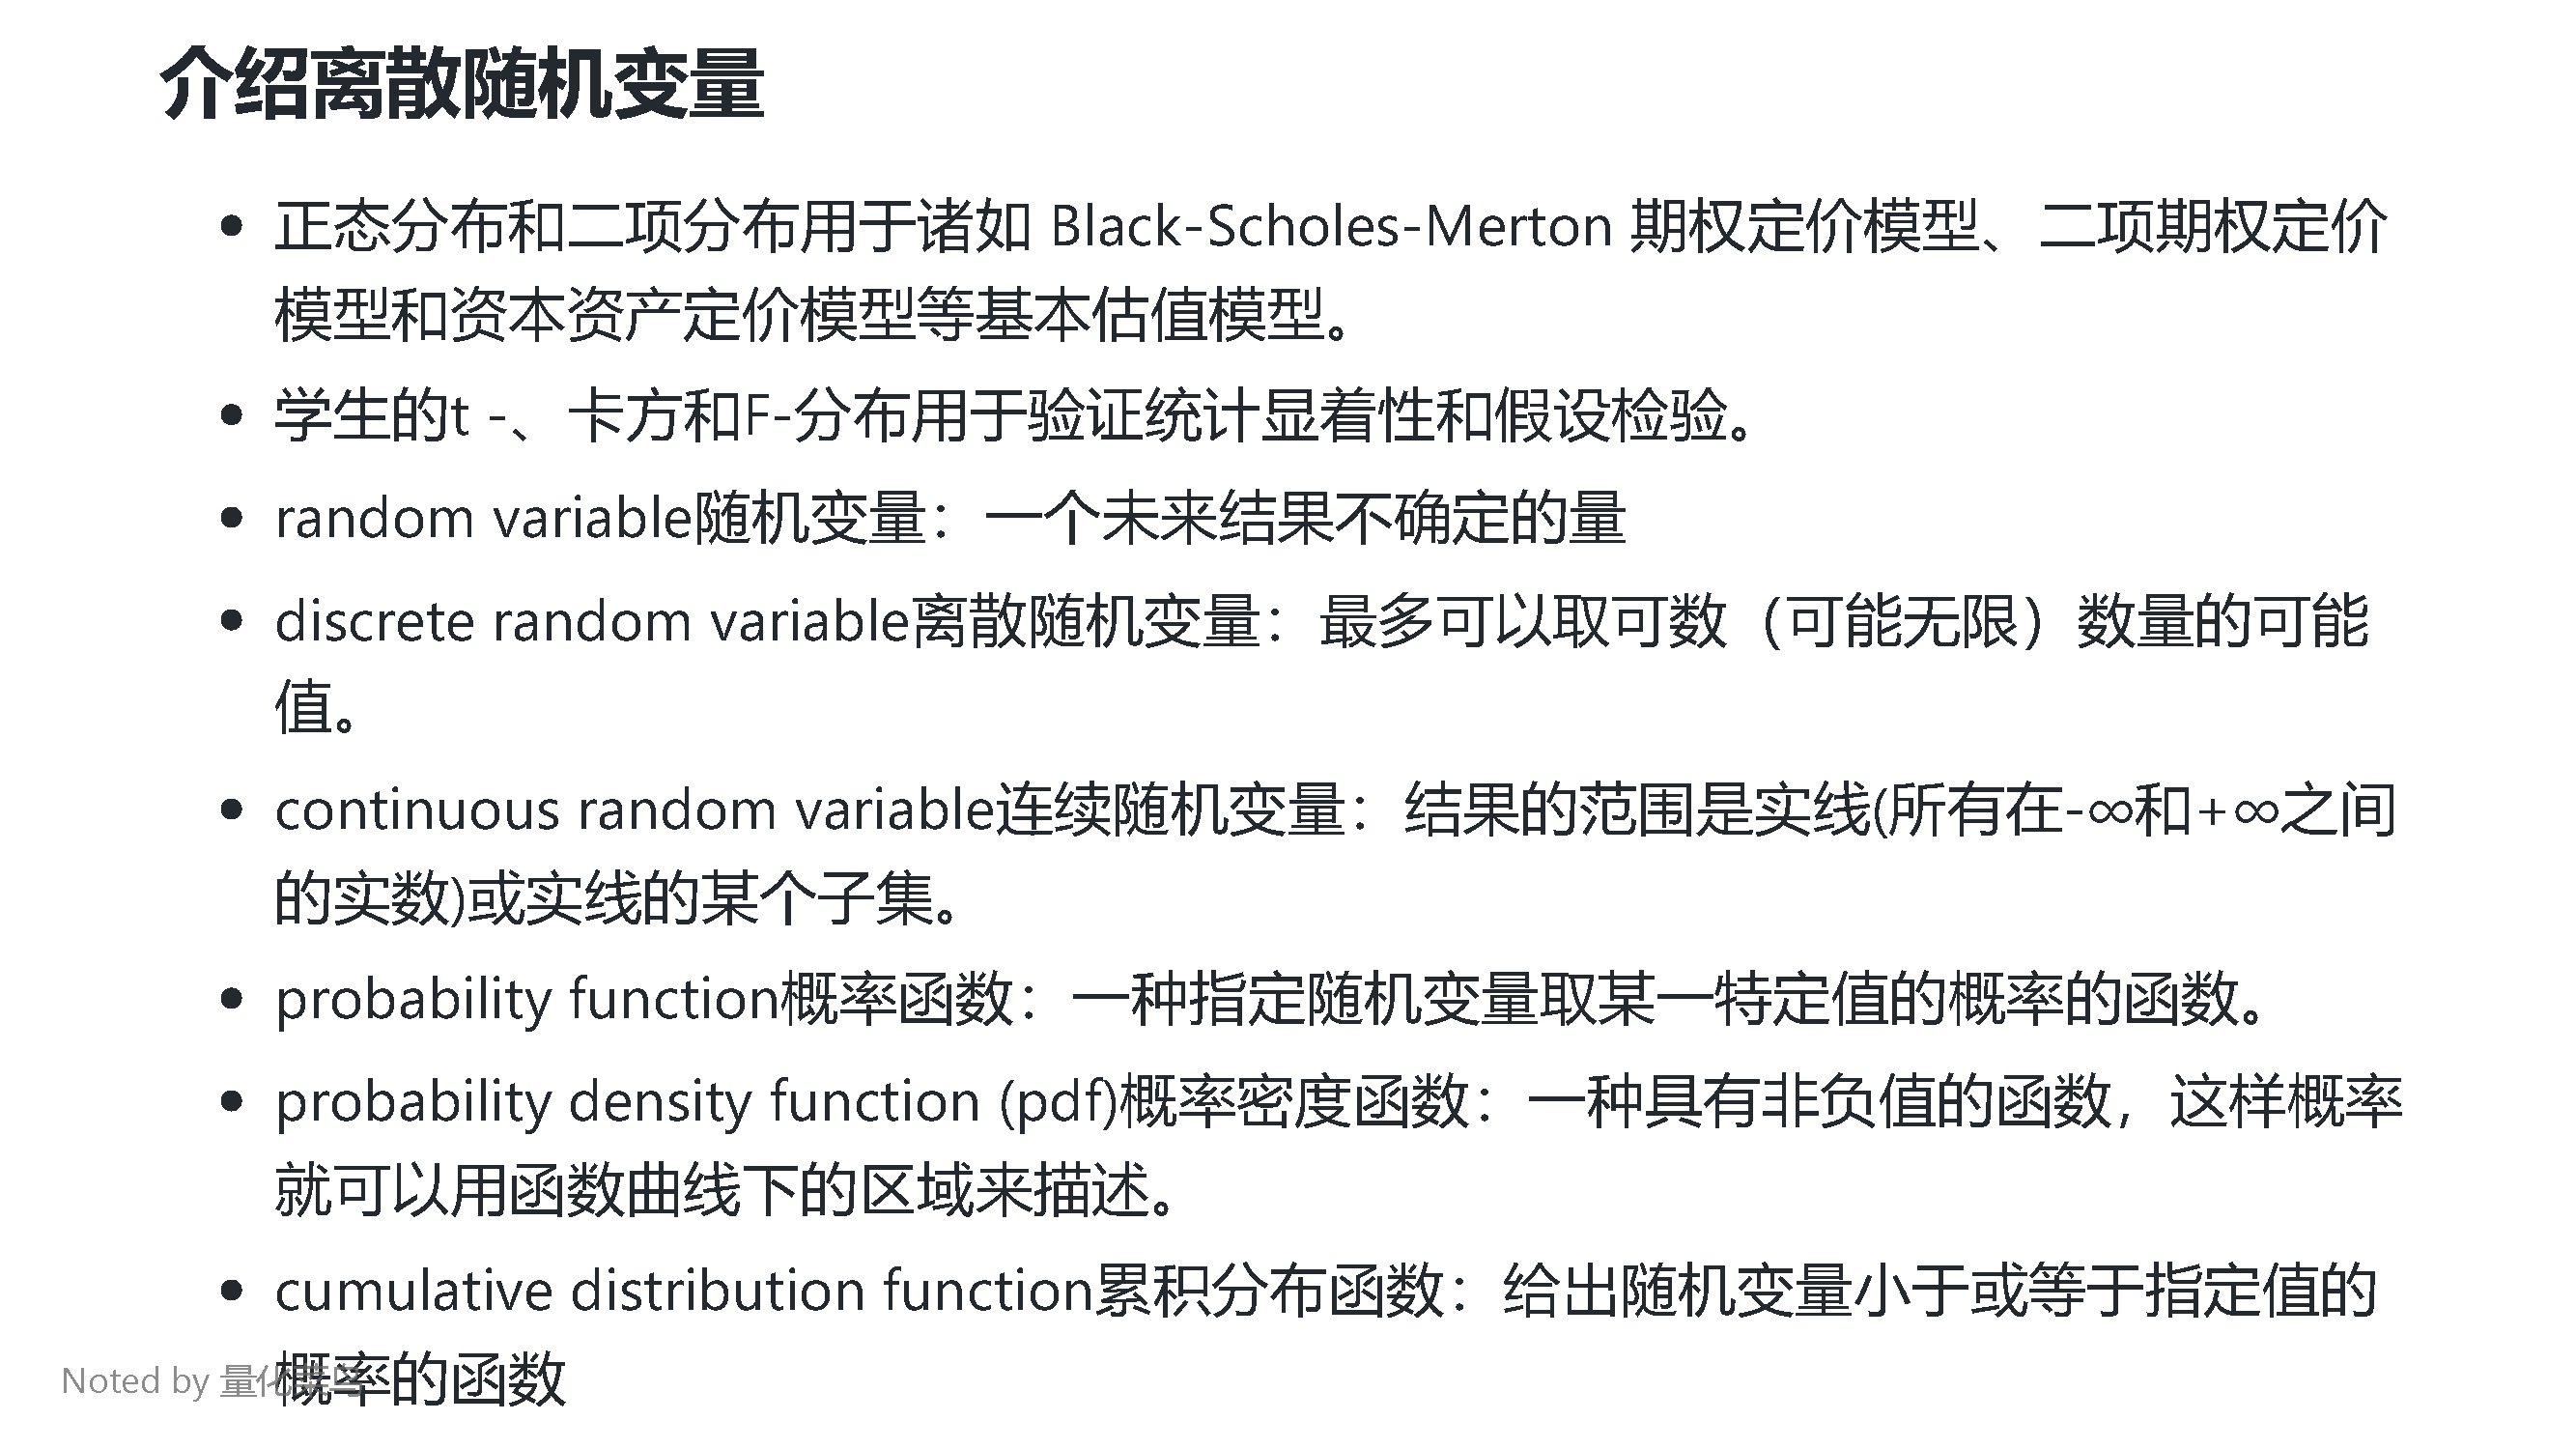 介绍离散随机变量
• 正态分布和二项分布用于诸如 Black-Scholes-Merton 期权定价模型、二项期权定价
模型和资本资产定价模型等基本估值模型。
• 学生的t -、卡方和F-分布用于验证统计显着性和假设检验。
• random variable随机变量：一个未来结果不确定的量
• discrete random variable离散随机变量：最多可以取可数（可能无限）数量的可能
值。
• continuous random variable连续随机变量：结果的范围是实线(所有在-∞和+∞之间
的实数)或实线的某个子集。
• probability function概率函数：一种指定随机变量取某一特定值的概率的函数。
• probability density function (pdf)概率密度函数：一种具有非负值的函数，这样概率
就可以用函数曲线下的区域来描述。
• cumulative distribution function累积分布函数：给出随机变量小于或等于指定值的
概率的函数
Noted by 量化菜鸟